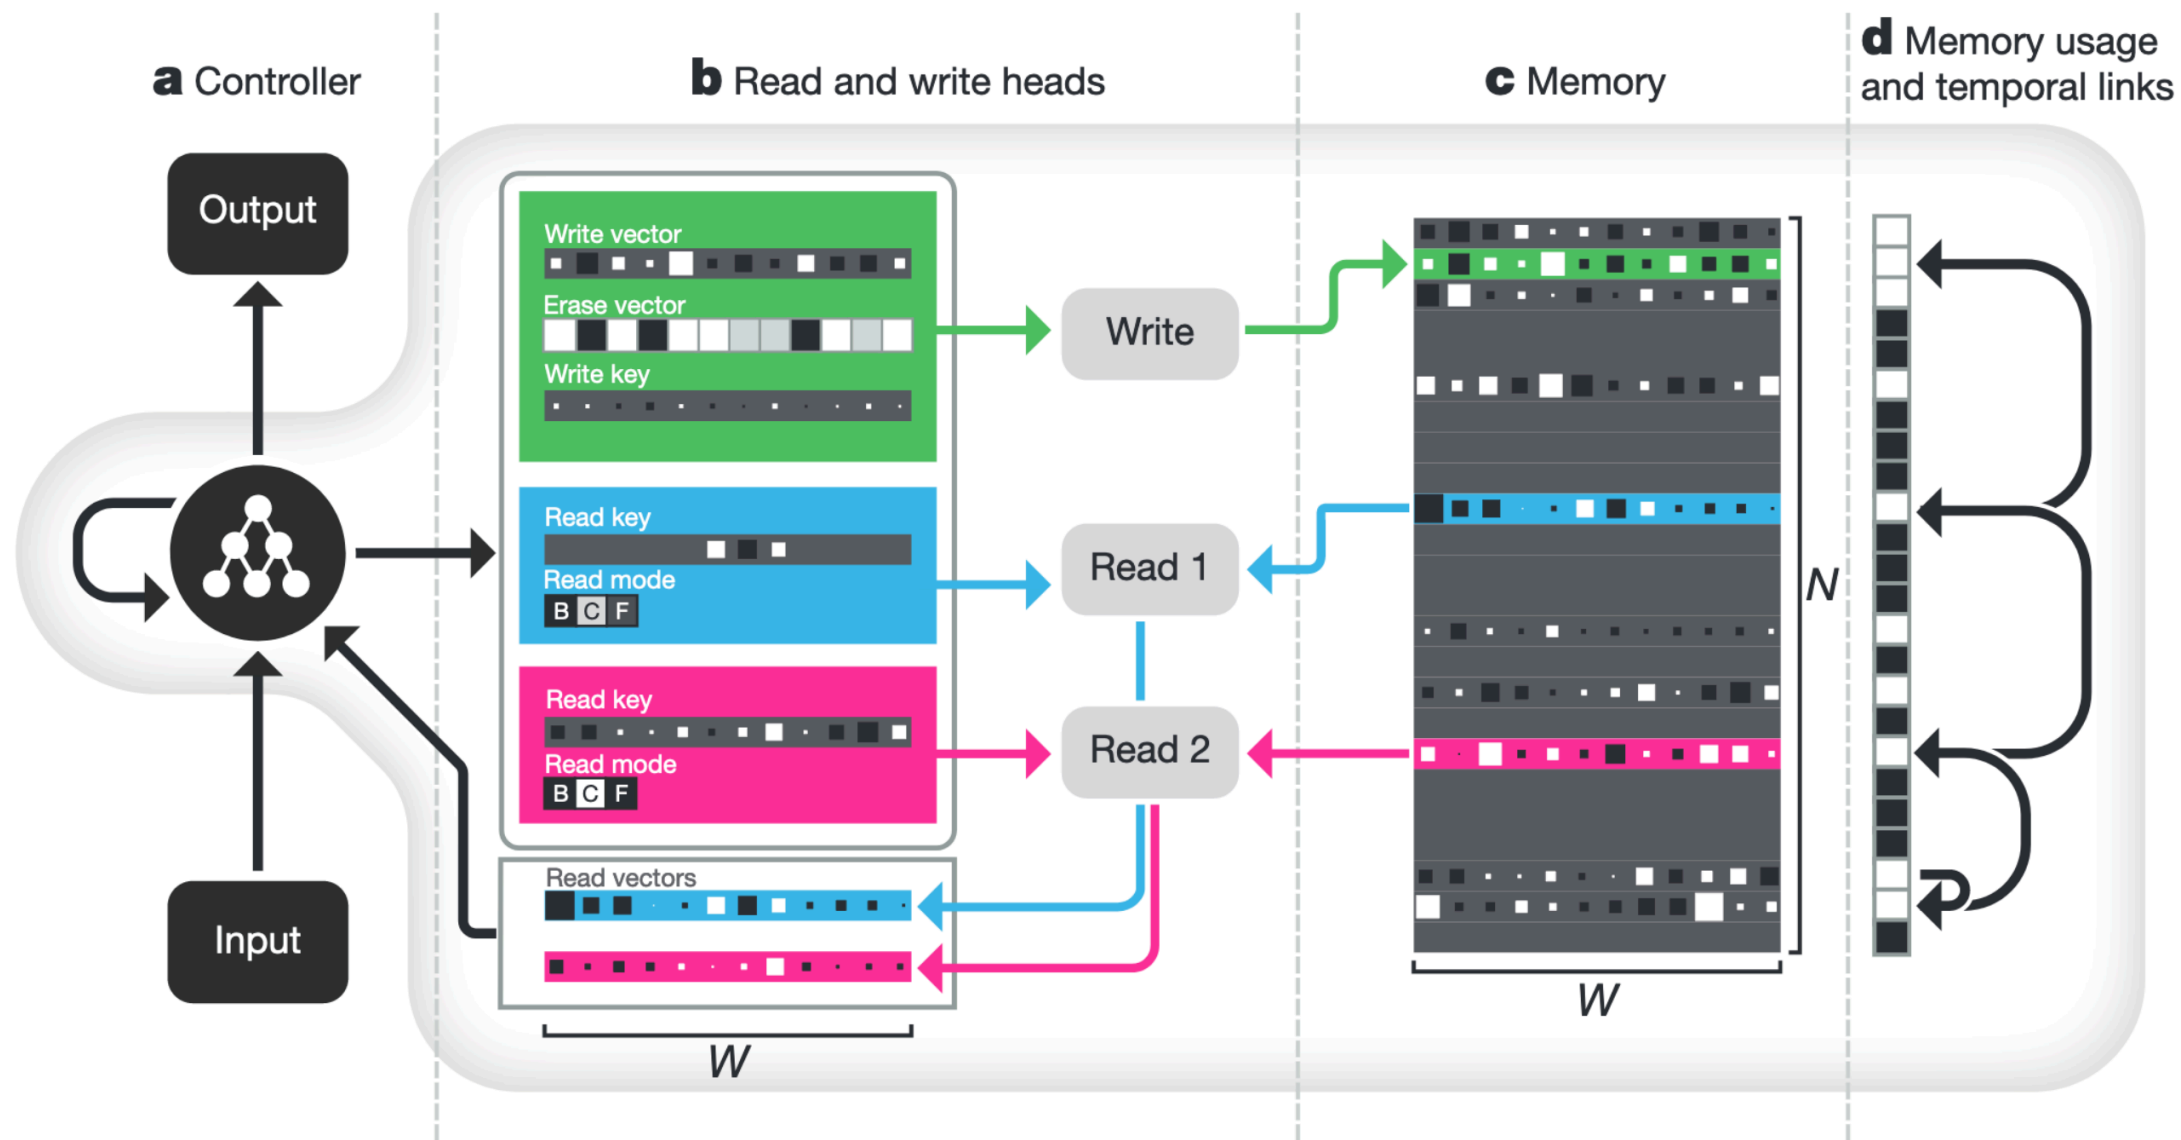 a Controller
b Read and write heads
c Memory
d Memory usage
and temporal links
Output
Input
Write vector
Erase vector
Write key
Read key
Read mode
B C F
Read key
Read mode
B C F
Read vectors
W
Write
Read 1
Read 2
N
W